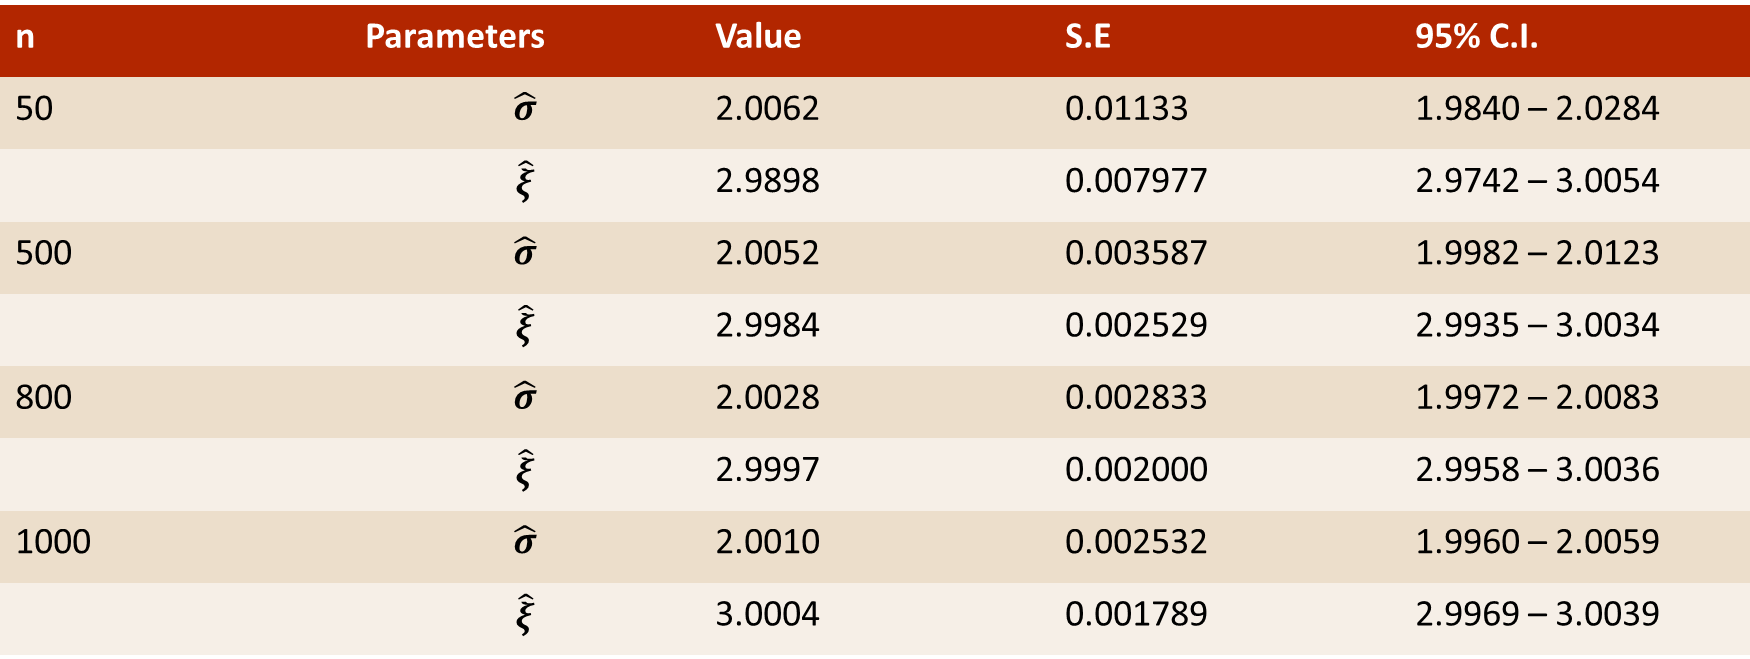 n Parameters Value S.E 95% C.I.
50 σ̂ 2.0062 0.01133 1.9840 – 2.0284
ξ̂ 2.9898 0.007977 2.9742 – 3.0054
500 σ̂ 2.0052 0.003587 1.9982 – 2.0123
ξ̂ 2.9984 0.002529 2.9935 – 3.0034
800 σ̂ 2.0028 0.002833 1.9972 – 2.0083
ξ̂ 2.9997 0.002000 2.9958 – 3.0036
1000 σ̂ 2.0010 0.002532 1.9960 – 2.0059
ξ̂ 3.0004 0.001789 2.9969 – 3.0039